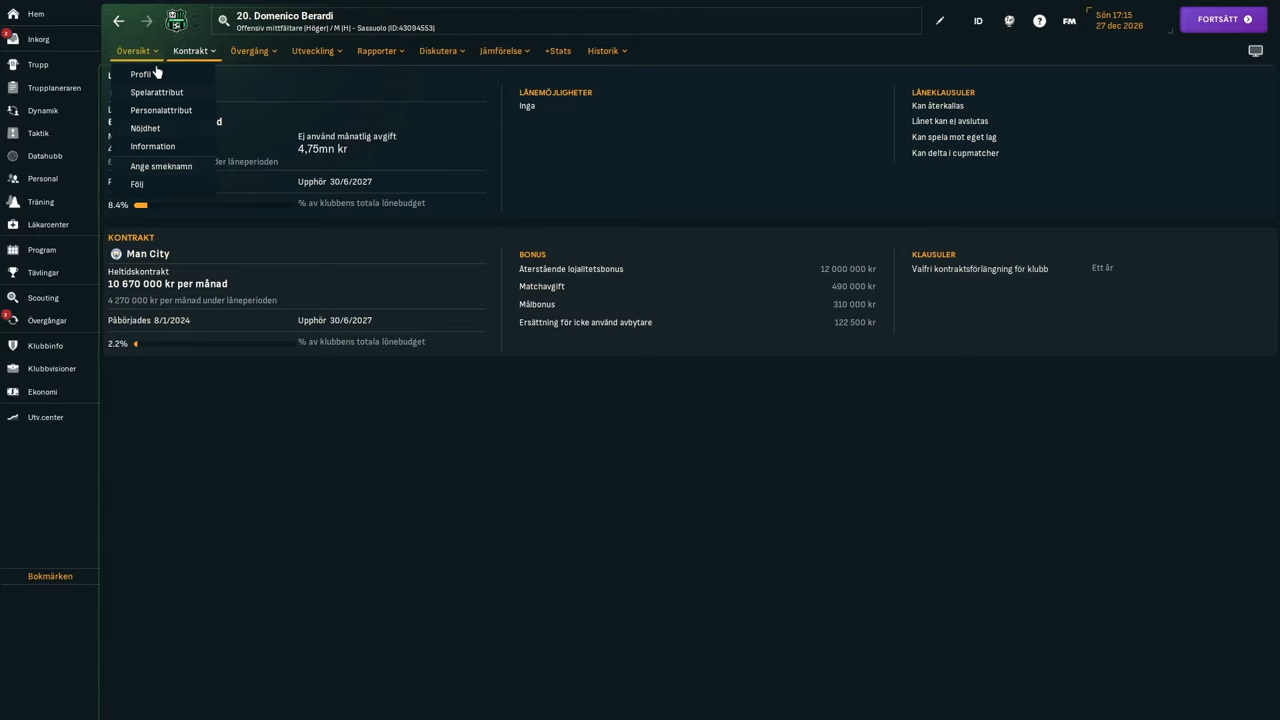 Hem
2
Inkorg
Trupp
Trupplaneraren
Dynamik
Taktik
Datahubb
Personal
Träning
Läkarcenter
Program
Tävlingar
Scouting
Övergångar
Klubbinfo
Klubbvisioner
Ekonomi
Utv.center
Bokmärken
20. Domenico Berardi
Offensiv mittfältare (Höger) / M (H) - Sassuolo (ID:43094553)
ID
FM
Sön 17:15
27 dec 2026
FORTSÄTT
Översikt
Kontrakt
Övergång
Utveckling
Rapporter
Diskutera
Jämförelse
+Stats
Historik
Profil
Spelarattribut
Personalattribut
Nöjdhet
Information
Ange smeknamn
Följ
Ej använd månatlig avgift
4,75mn kr
der låneperioden
Upphör 30/6/2027
8.4%
% av klubbens totala lönebudget
LÅNEMÖJLIGHETER
Inga
LÅNEKLAUSULER
Kan återkallas
Lånet kan ej avslutas
Kan spela mot eget lag
Kan delta i cupmatcher
KONTRAKT
Man City
Heltidskontrakt
10 670 000 kr per månad
4 270 000 kr per månad under låneperioden
Påbörjades 8/1/2024
Upphör 30/6/2027
2.2%
% av klubbens totala lönebudget
BONUS
Återstående lojalitetsbonus 12 000 000 kr
Matchavgift 490 000 kr
Målbonus 310 000 kr
Ersättning för icke använd avbytare 122 500 kr
KLAUSULER
Valfri kontraktsförlängning för klubb Ett år